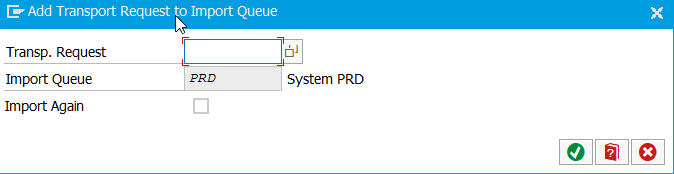 Add Transport Request to Import Queue
Transp. Request
Import Queue PRD System PRD
Import Again